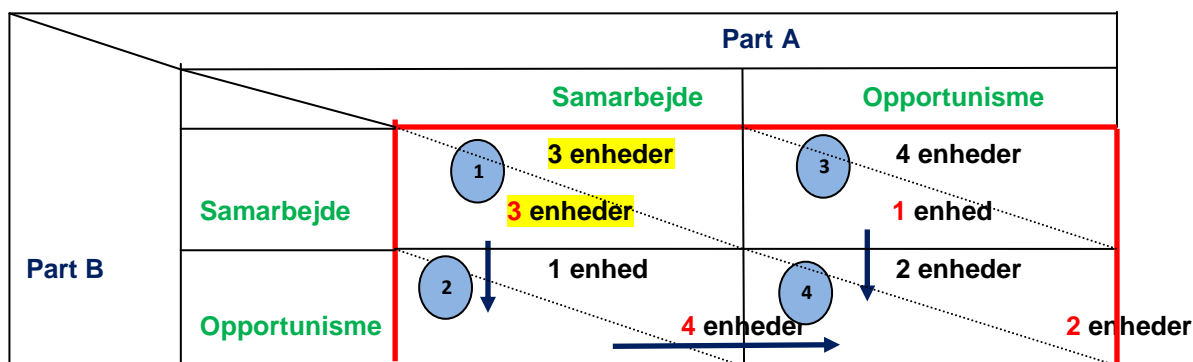 Part A
Samarbejde Opportunisme
1 3 enheder 3 4 enheder
Samarbejde 3 enheder 1 enhed
Part B 2 1 enhed 4 2 enheder
Opportunisme 4 enheder 2 enheder